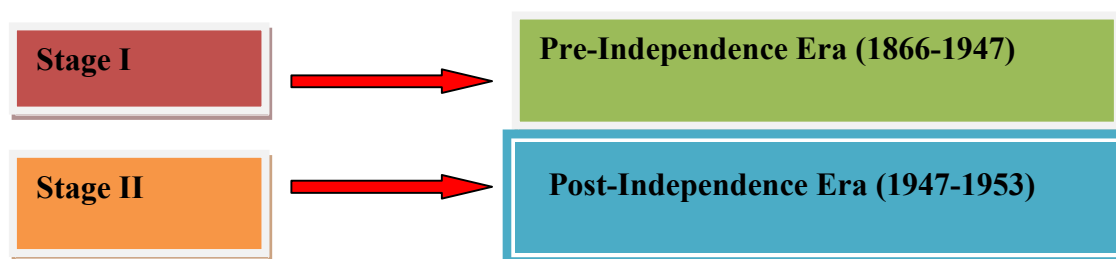 Stage I
Pre-Independence Era (1866-1947)
Stage II
Post-Independence Era (1947-1953)